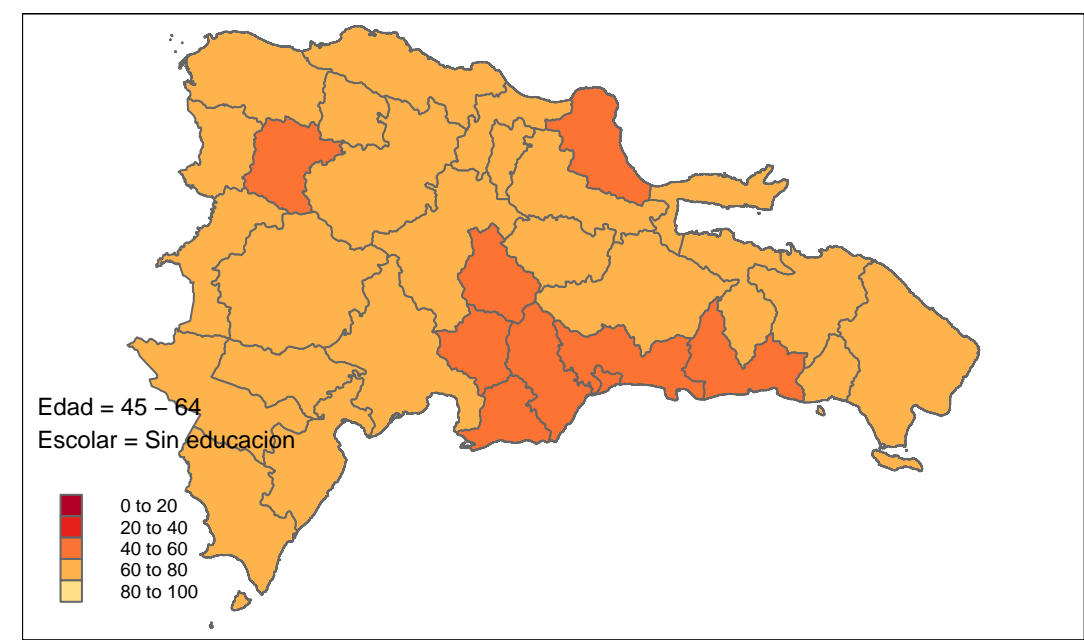 Edad = 45 – 64
Escolar = Sin educacion
0 to 20
20 to 40
40 to 60
60 to 80
80 to 100